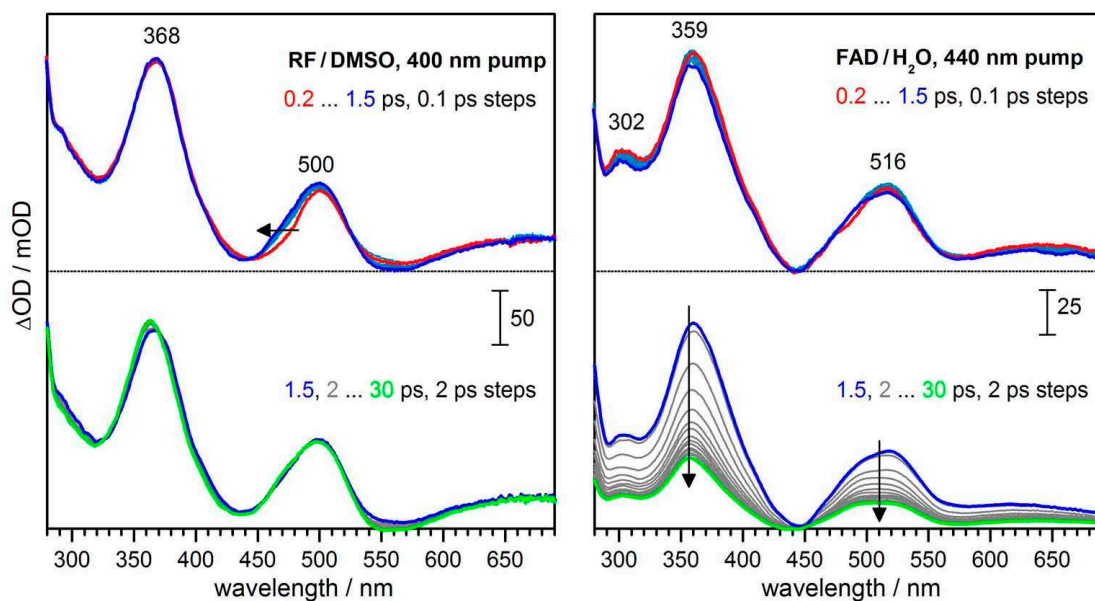 368
RF / DMSO, 400 nm pump
0.2 ... 1.5 ps, 0.1 ps steps
500
50
1.5, 2 ... 30 ps, 2 ps steps
ΔOD / mOD
300 350 400 450 500 550 600 650
wavelength / nm
359
FAD / H₂O, 440 nm pump
0.2 ... 1.5 ps, 0.1 ps steps
302
516
25
1.5, 2 ... 30 ps, 2 ps steps
300 350 400 450 500 550 600 650
wavelength / nm